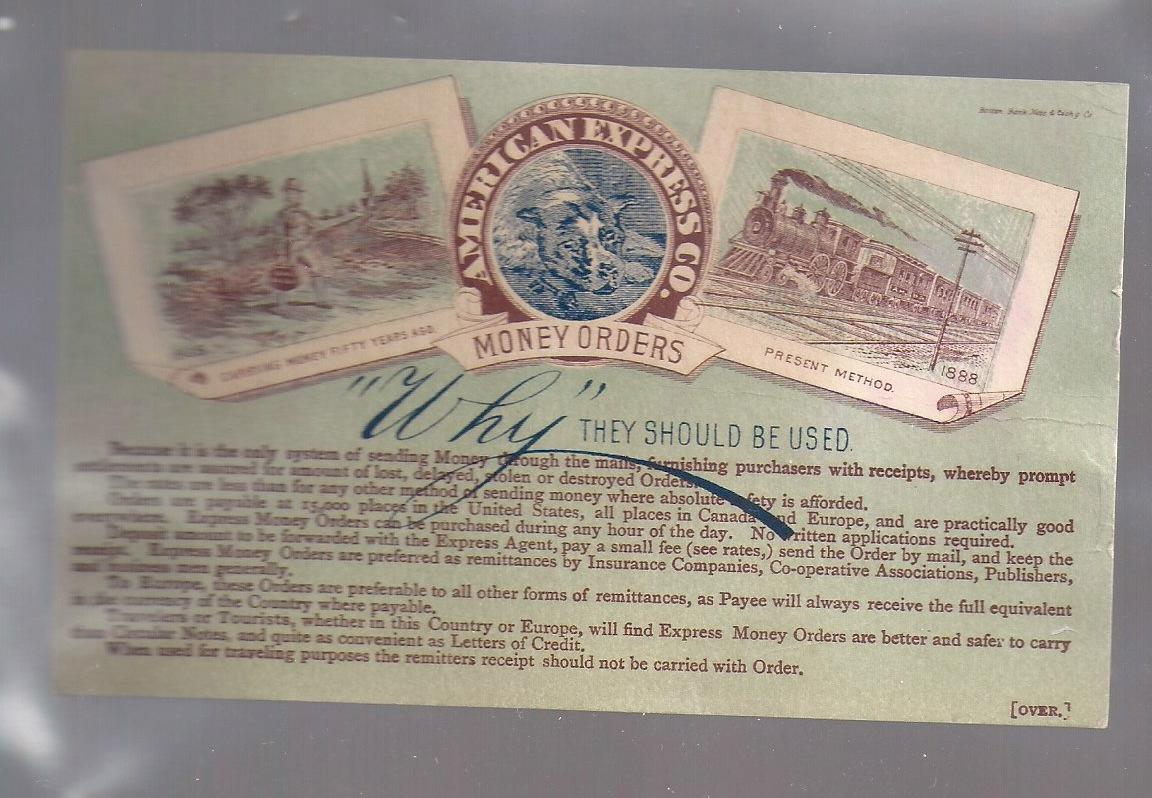 Boston Bank Note & Each'g Co
AMERICAN EXPRESS CO.
MONEY ORDERS
CARRYING MONEY FIFTY YEARS AGO.
PRESENT METHOD.
1888
"Why" THEY SHOULD BE USED.
Because it is the only system of sending Money through the mails, furnishing purchasers with receipts, whereby prompt
are named for amount of lost, delayed, stolen or destroyed Orders.
The rates are less than for any other method of sending money where absolute safety is afforded.
Orders are payable at 15,000 places in the United States, all places in Canada and Europe, and are practically good
everywhere. Express Money Orders can be purchased during any hour of the day. No written applications required.
Deposit amount to be forwarded with the Express Agent, pay a small fee (see rates,) send the Order by mail, and keep the
receipt. Express Money Orders are preferred as remittances by Insurance Companies, Co-operative Associations, Publishers,
and business men generally.
To Europe, these Orders are preferable to all other forms of remittances, as Payee will always receive the full equivalent
in the currency of the Country where payable.
Travelers or Tourists, whether in this Country or Europe, will find Express Money Orders are better and safer to carry
than Circular Notes, and quite as convenient as Letters of Credit.
When used for traveling purposes the remitters receipt should not be carried with Order.
[OVER.]